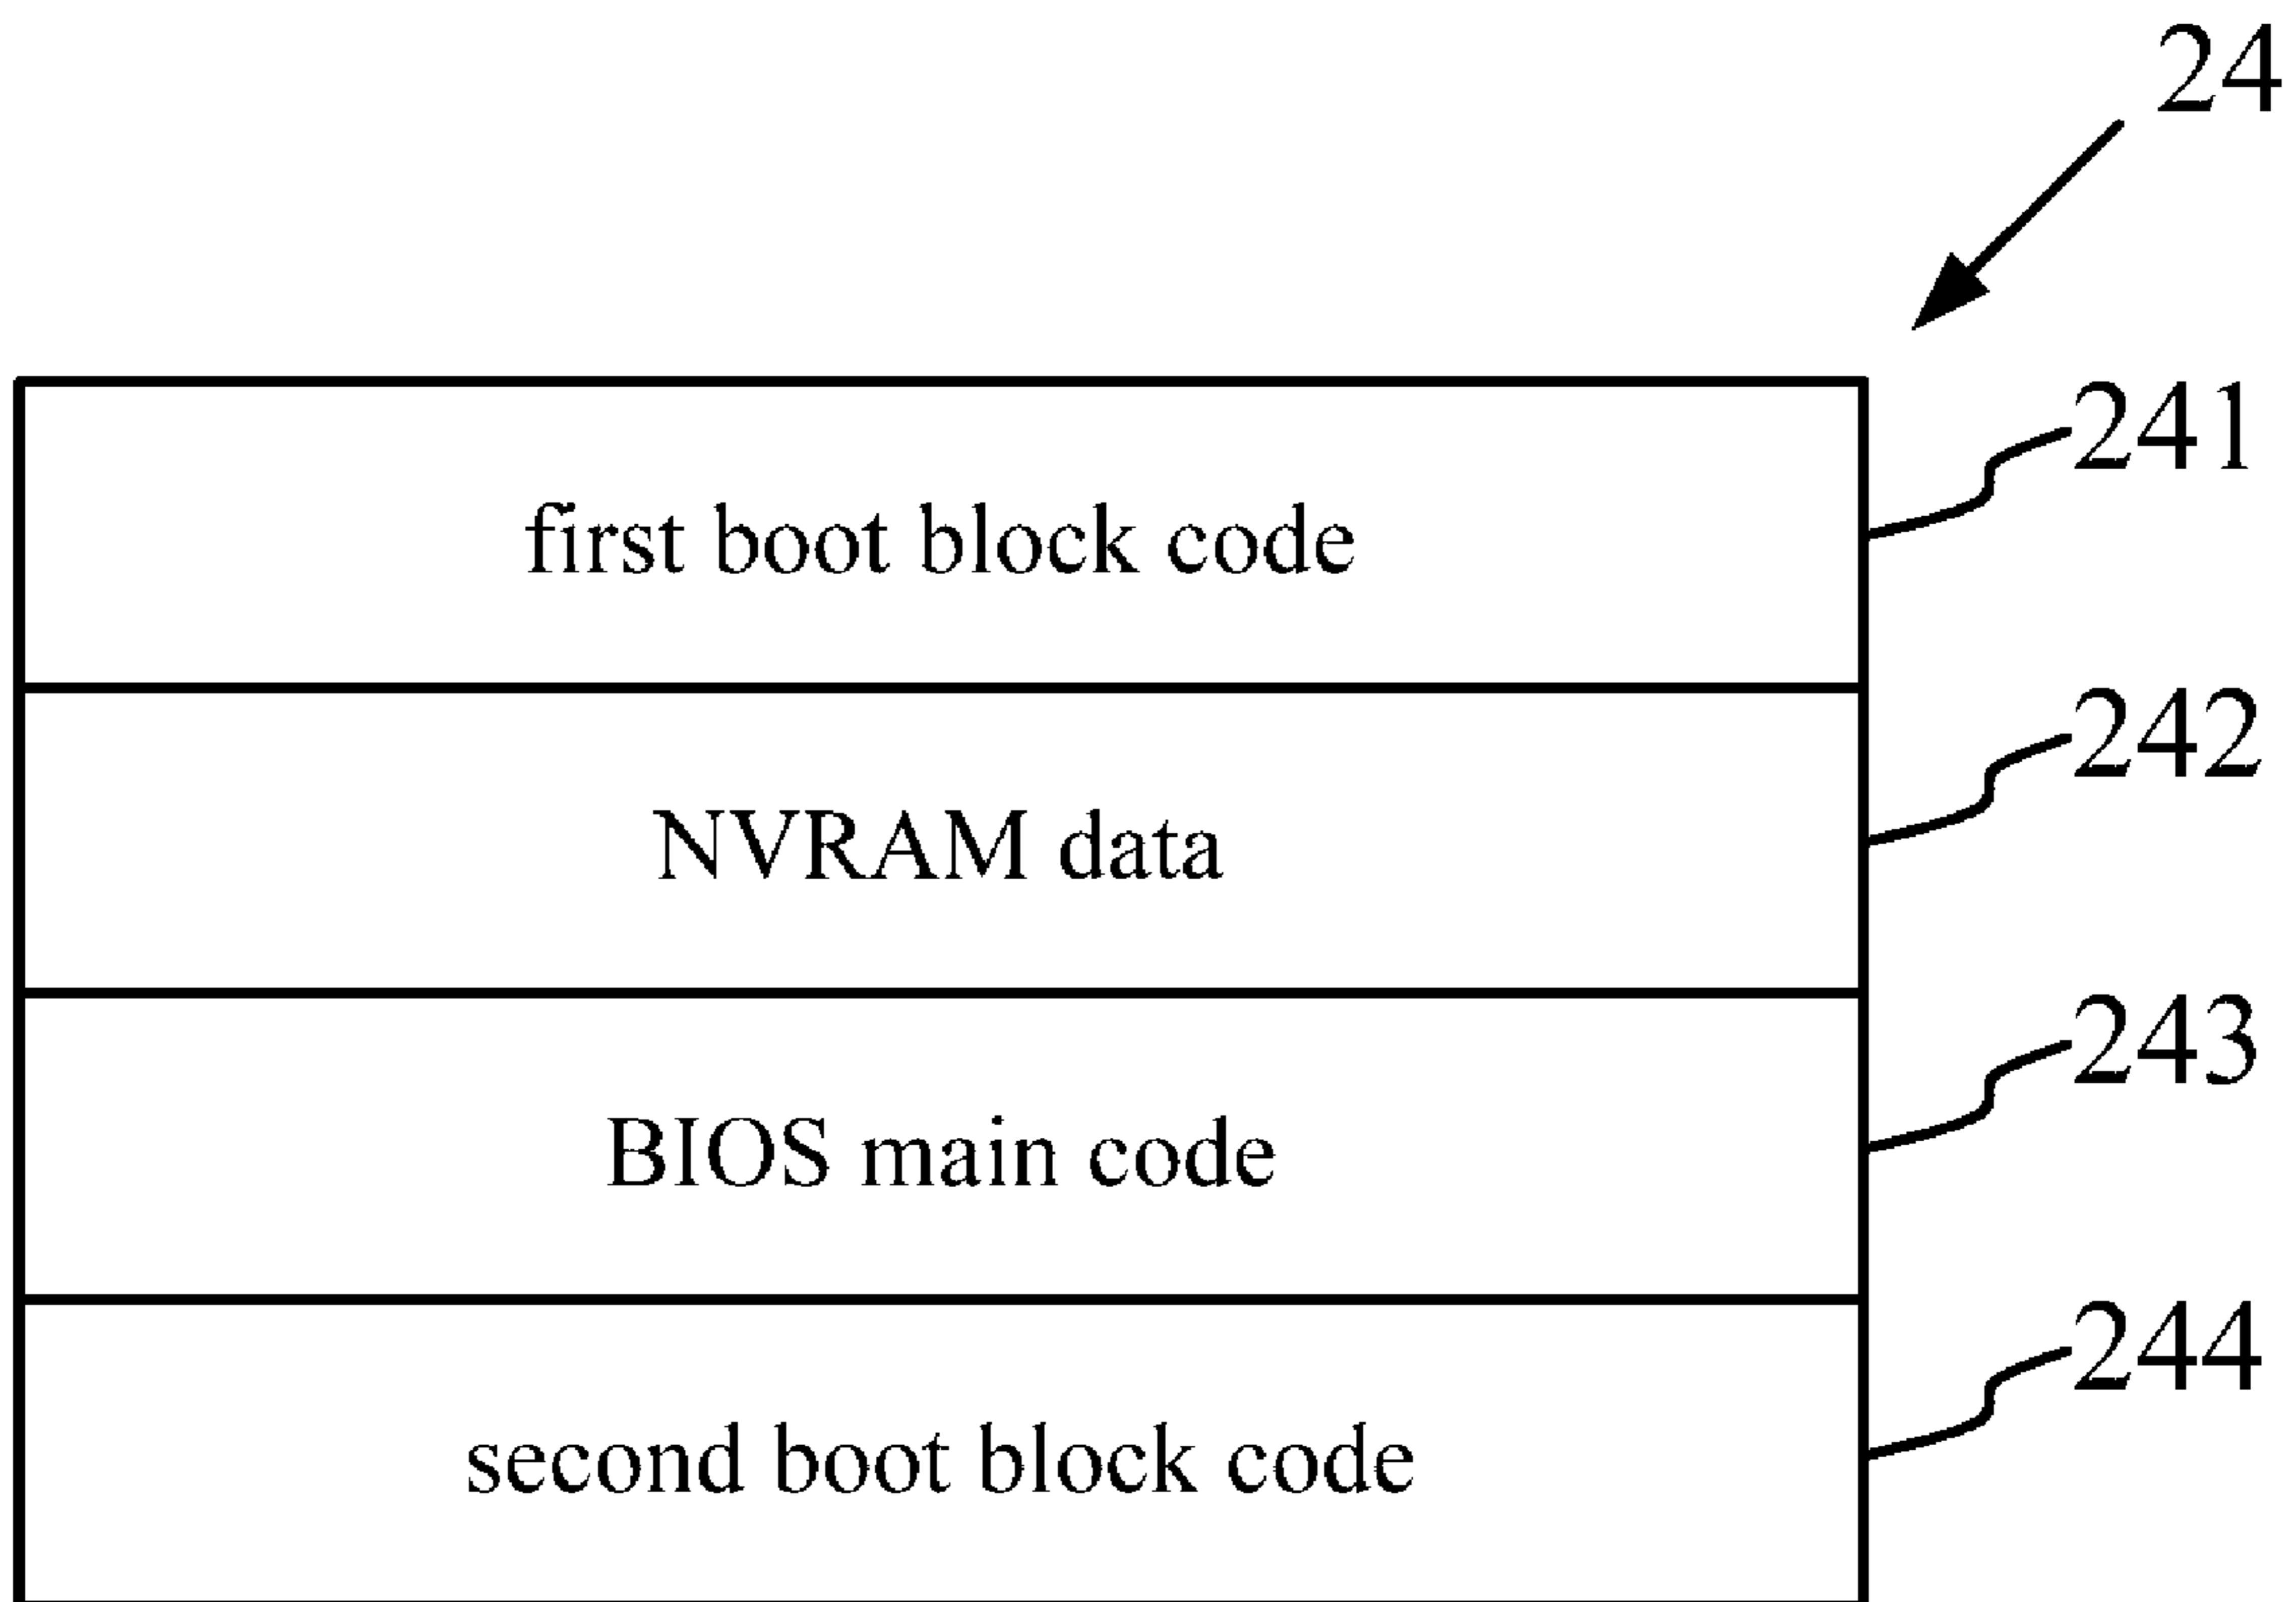 24
first boot block code
241
NVRAM data
242
BIOS main code
243
second boot block code
244